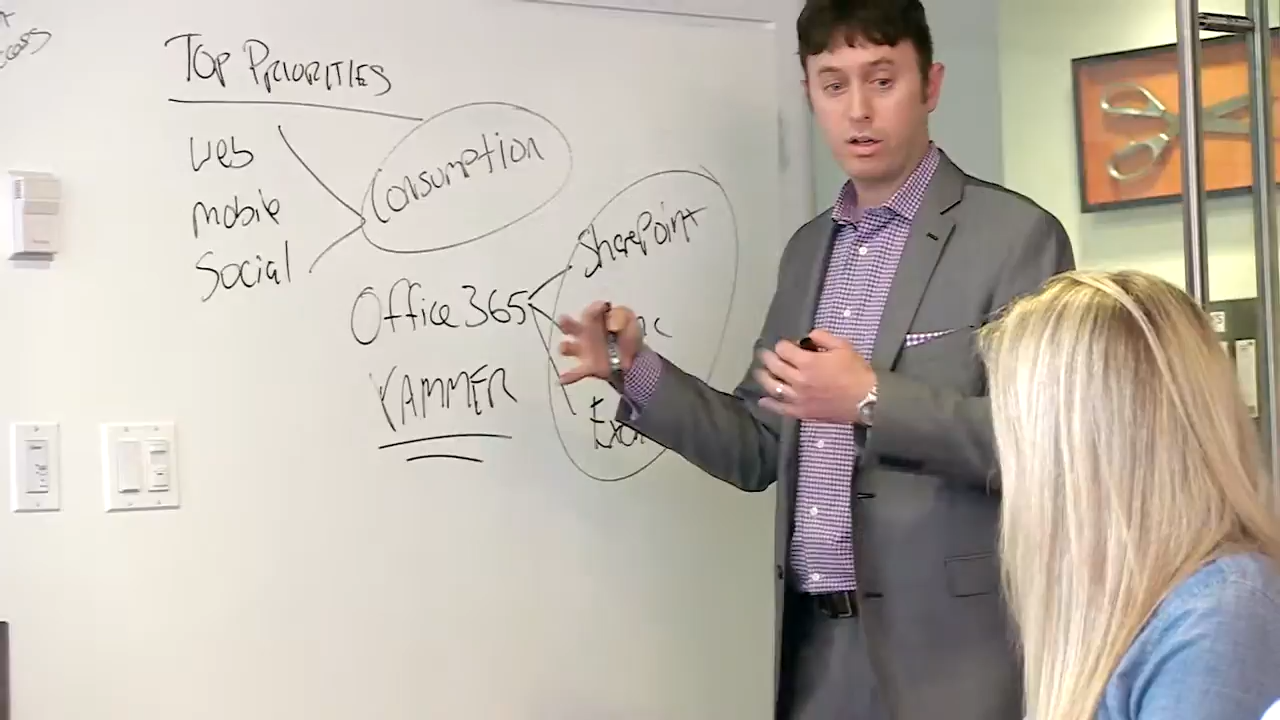 TOP PRIORITIES
Web
Mobile
Social
Consumption
Office 365
SharePoint
YAMMER